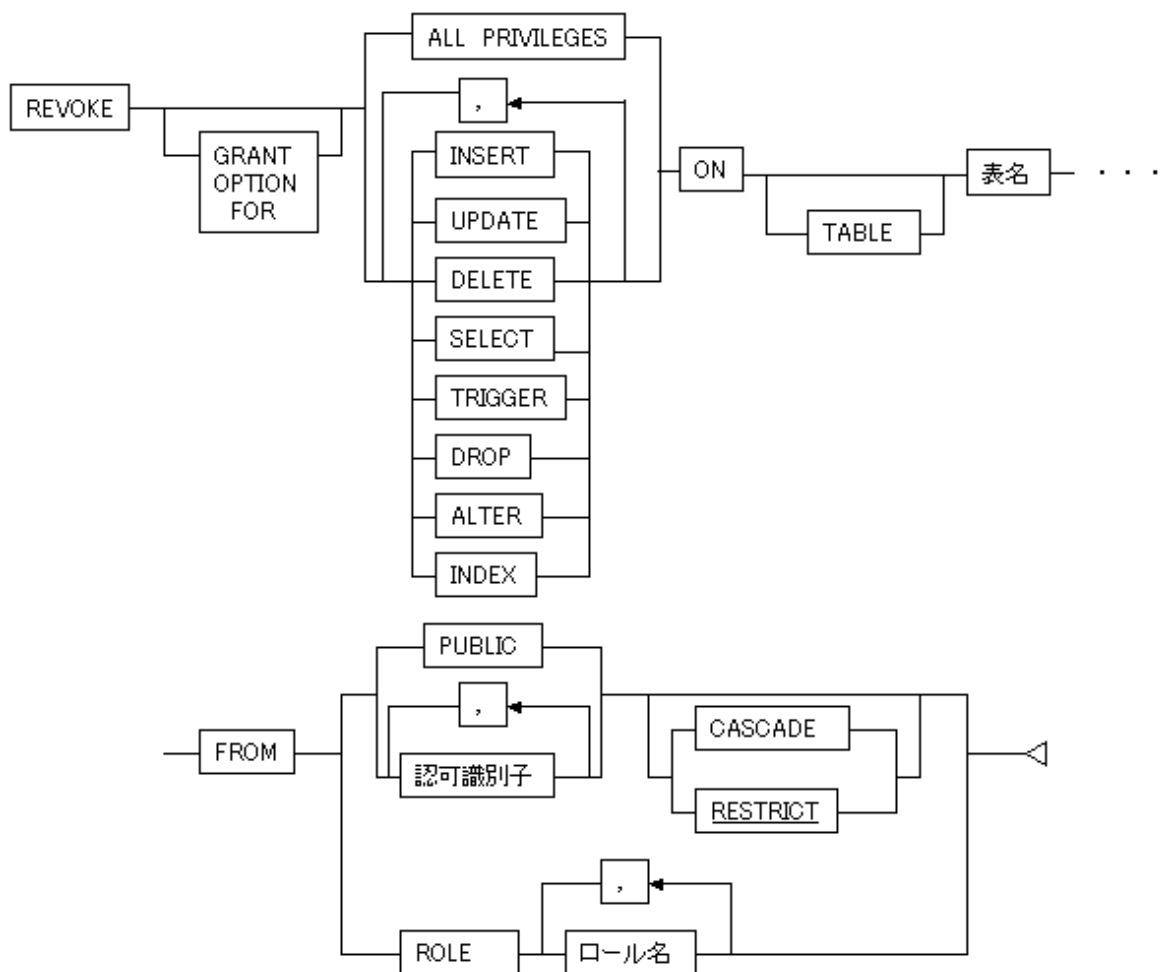 ALL PRIVILEGES
,
REVOKE
GRANT
OPTION
FOR
INSERT
UPDATE
DELETE
SELECT
TRIGGER
DROP
ALTER
INDEX
ON
TABLE
表名
・・・
FROM
PUBLIC
,
認可識別子
CASCADE
RESTRICT
ROLE
,
ロール名